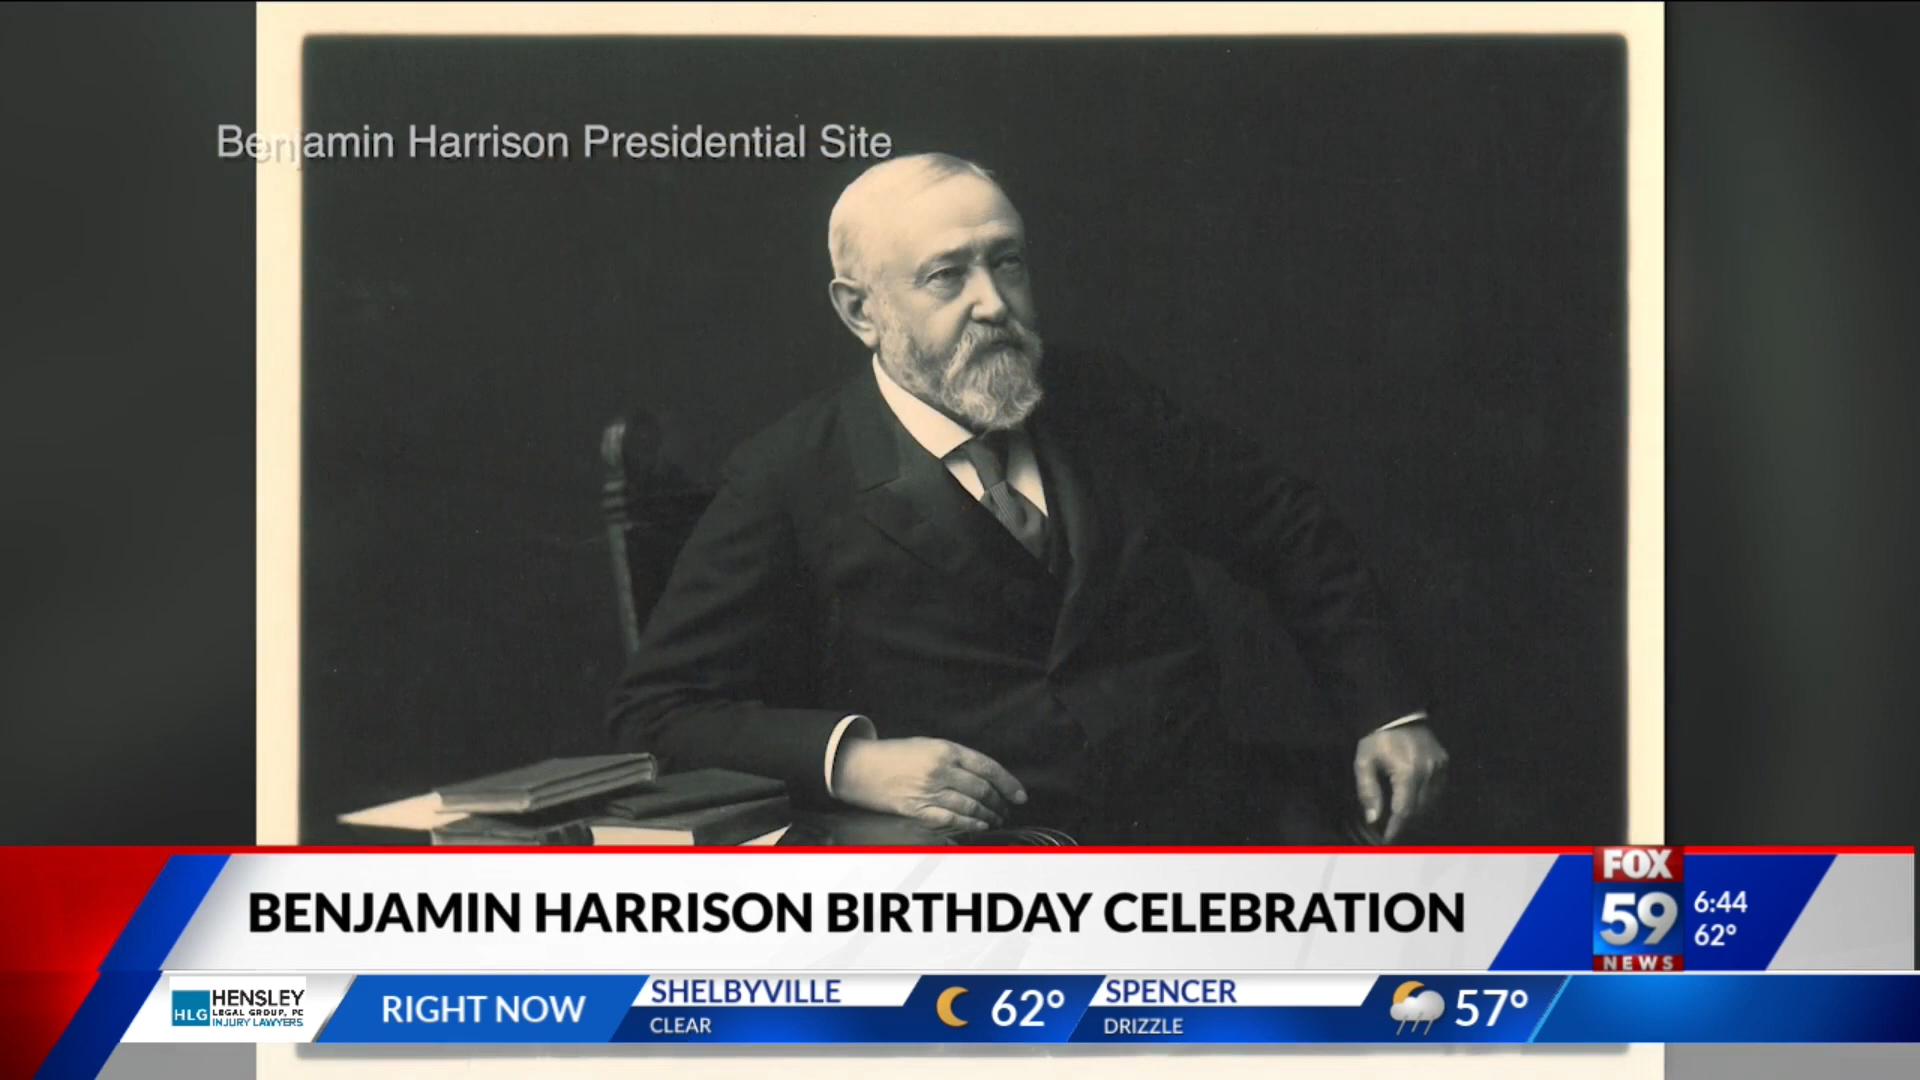 Benjamin Harrison Presidential Site
BENJAMIN HARRISON BIRTHDAY CELEBRATION
FOX
59
NEWS
6:44
62°
HLG
HENSLEY
LEGAL GROUP, PC
INJURY LAWYERS
RIGHT NOW
SHELBYVILLE
CLEAR
62°
SPENCER
DRIZZLE
57°